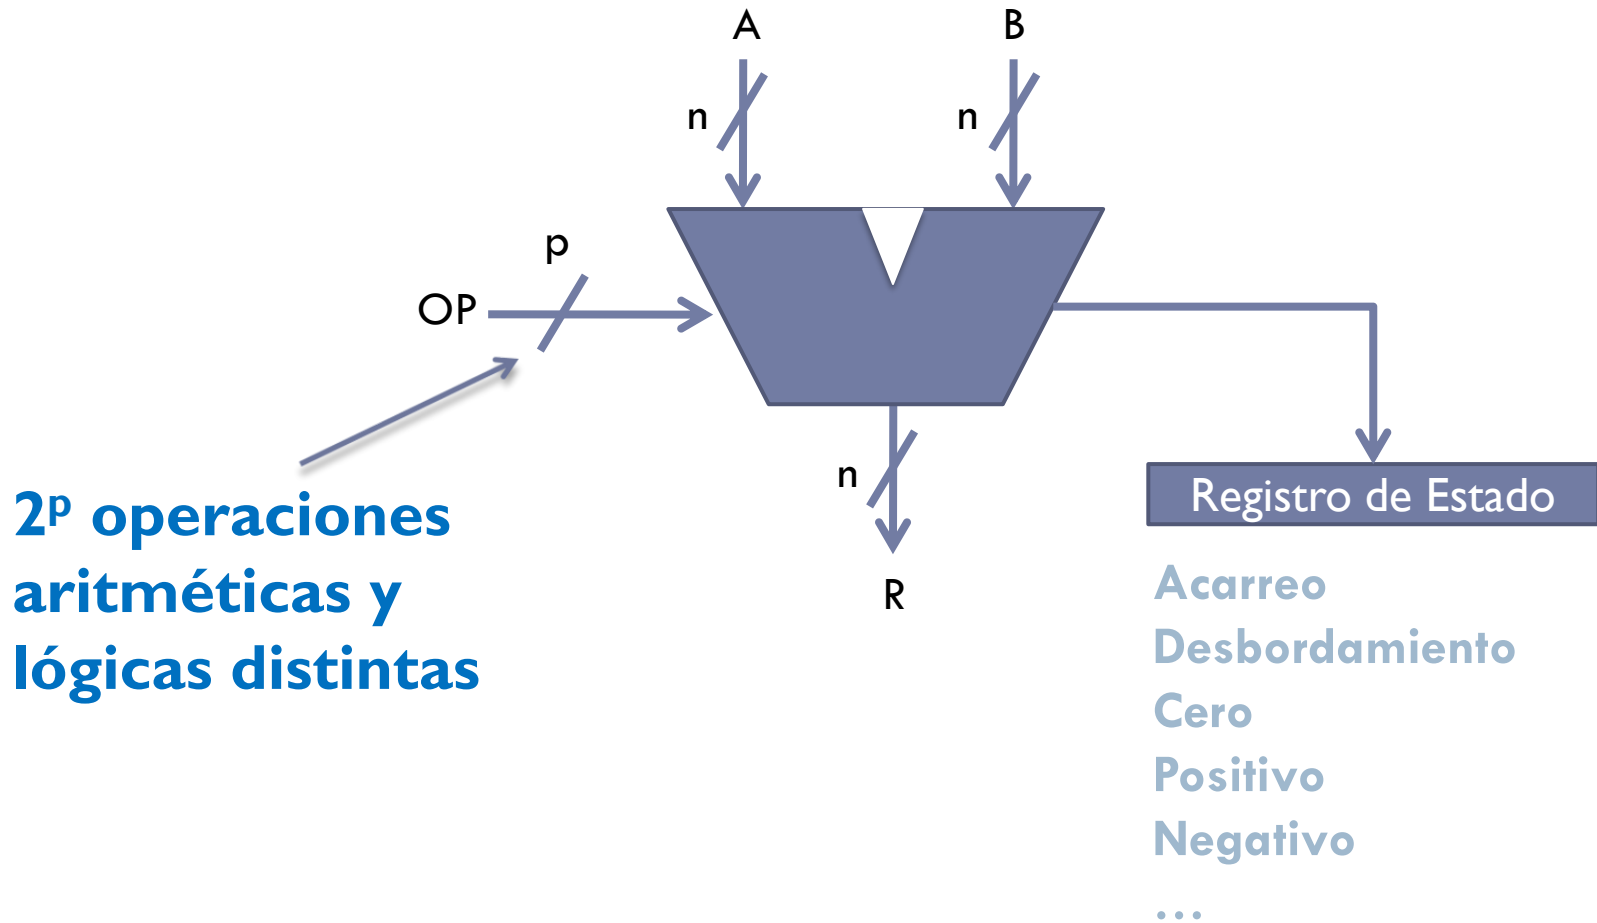 A
B
n
n
p
OP
n
R
2ᵖ operaciones
aritméticas y
lógicas distintas
Registro de Estado
Acarreo
Desbordamiento
Cero
Positivo
Negativo
...